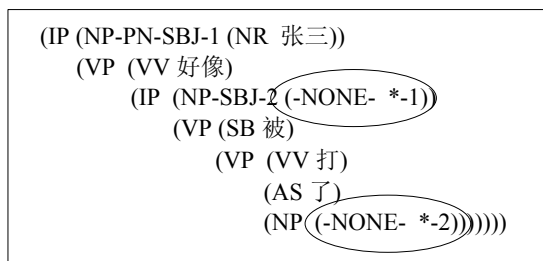 (IP (NP-PN-SBJ-1 (NR 张三))
(VP (VV 好像)
(IP (NP-SBJ-2 (-NONE- *-1))
(VP (SB 被)
(VP (VV 打)
(AS 了)
(NP (-NONE- *-2)))))))